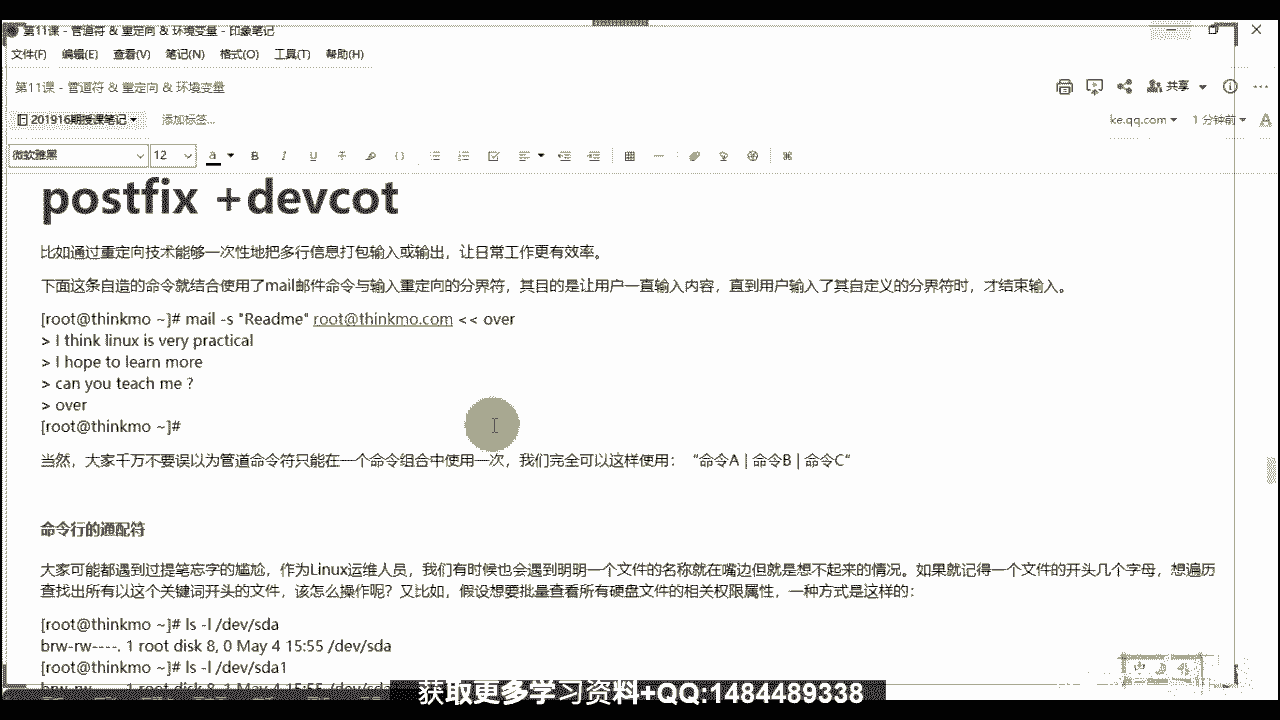 第11课 - 管道符 & 重定向 & 环境变量 - 印象笔记
文件(F) 编辑(E) 查看(V) 笔记(N) 格式(O) 工具(T) 帮助(H)
第11课 - 管道符 & 重定向 & 环境变量
共享
201916期授课笔记
添加标签...
ke.qq.com
1 分钟前
微软雅黑
12
postfix +devcot
比如通过重定向技术能够一次性地把多行信息打包输入或输出，让日常工作更有效率。
下面这条自造的命令就结合使用了mail邮件命令与输入重定向的分界符，其目的是让用户一直输入内容，直到用户输入了其自定义的分界符时，才结束输入。
[root@thinkmo ~]# mail -s "Readme" root@thinkmo.com << over
> I think linux is very practical
> I hope to learn more
> can you teach me ?
> over
[root@thinkmo ~]#
当然，大家千万不要误以为管道命令符只能在一个命令组合中使用一次，我们完全可以这样使用： “命令A | 命令B | 命令C“
命令行的通配符
大家可能都遇到过提笔忘字的尴尬，作为Linux运维人员，我们有时候也会遇到明明一个文件的名称就在嘴边但就是想不起来的情况。如果就记得一个文件的开头几个字母，想遍历
查找出所有以这个关键词开头的文件，该怎么操作呢？又比如，假设想要批量查看所有硬盘文件的相关权限属性，一种方式是这样的：
[root@thinkmo ~]# ls -l /dev/sda
brw-rw----. 1 root disk 8, 0 May 4 15:55 /dev/sda
[root@thinkmo ~]# ls -l /dev/sda1
获取更多学习资料+QQ:1484489338